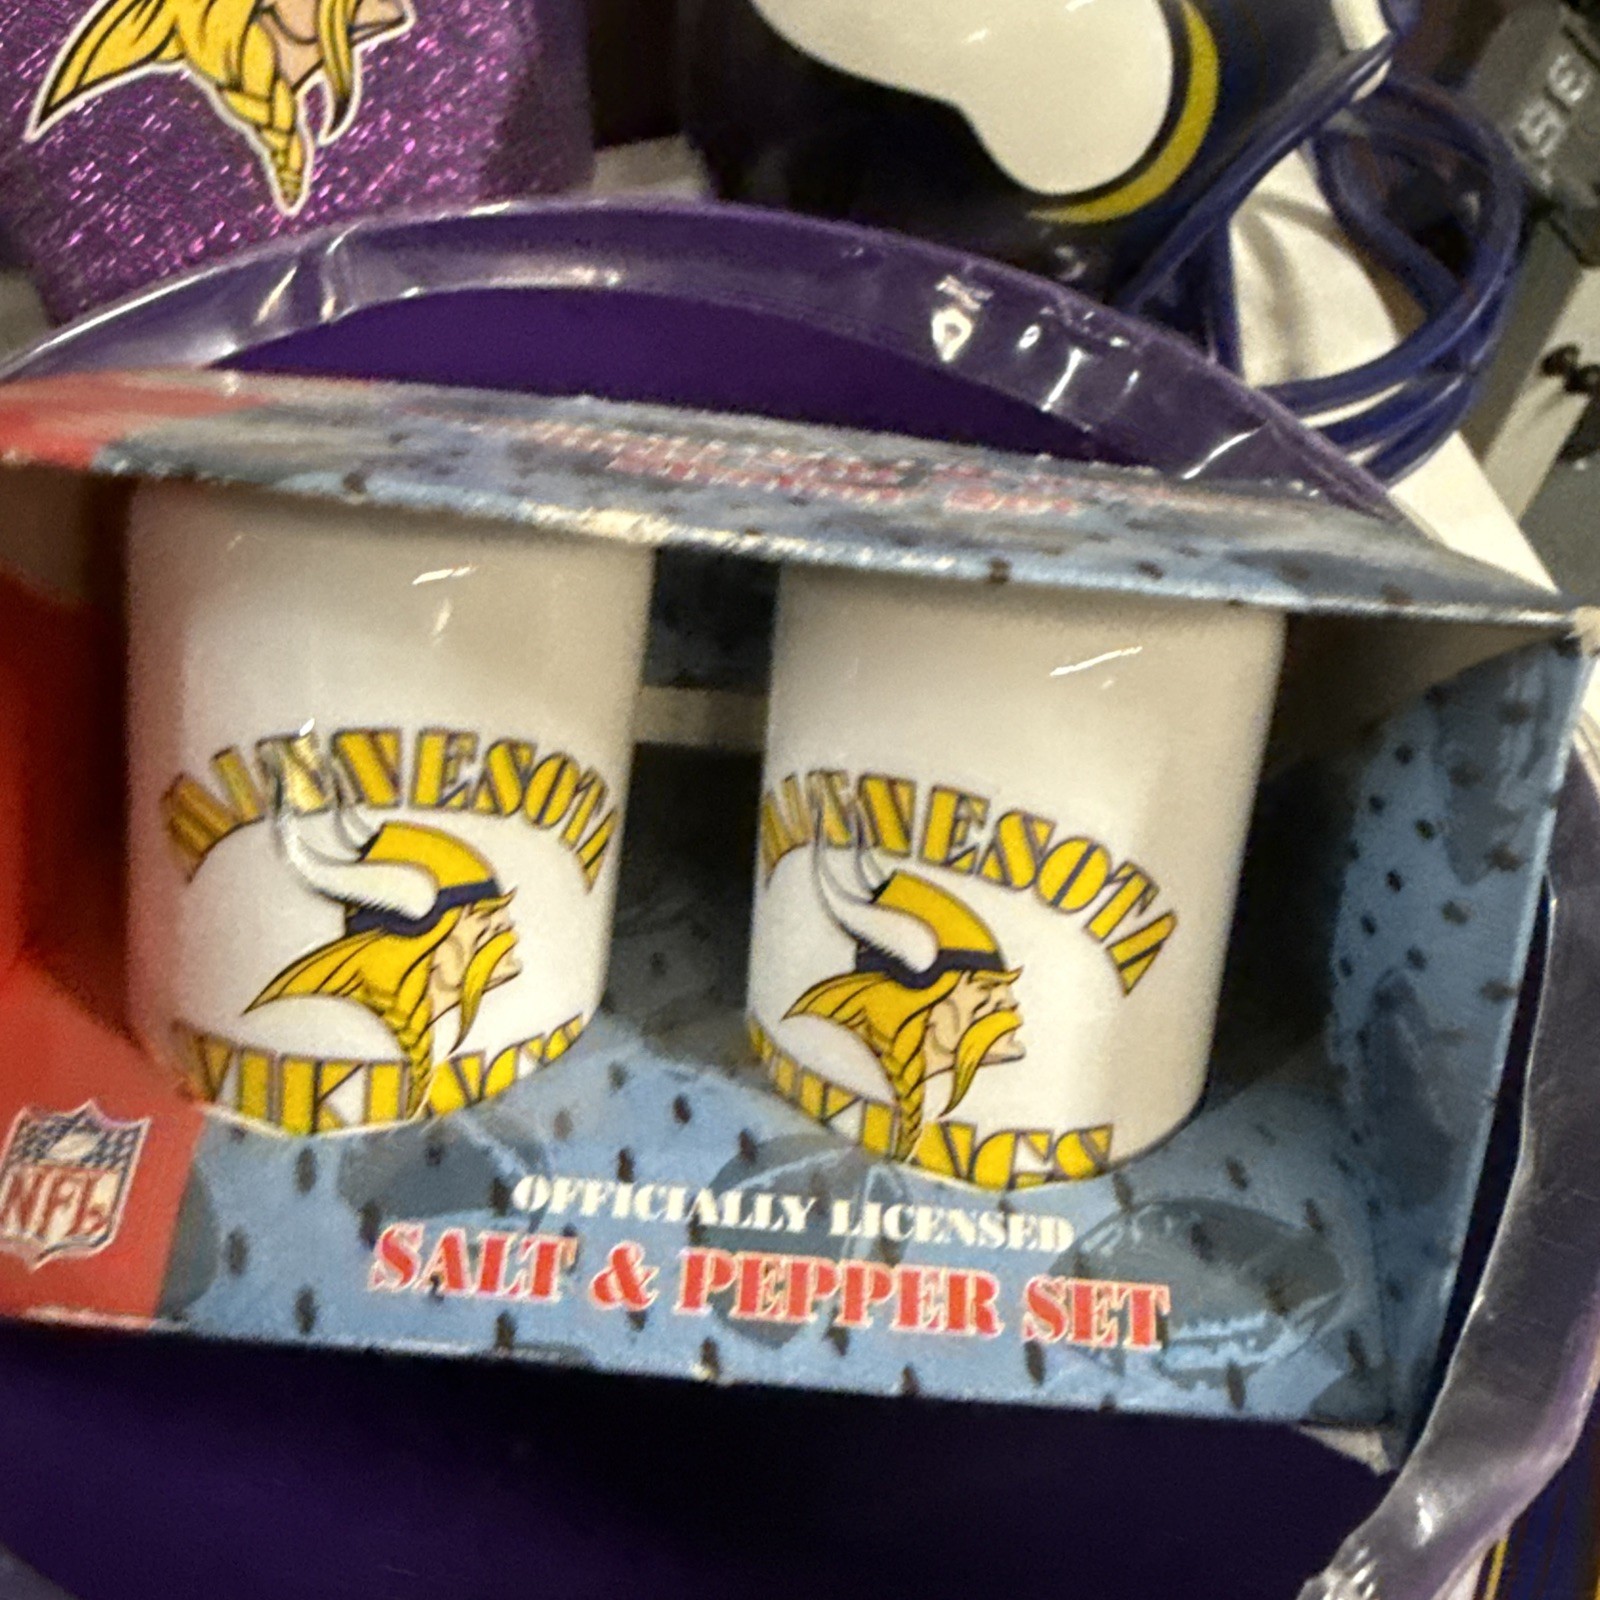 MINNESOTA
VIKINGS
MINNESOTA
VIKINGS
NFL
OFFICIALLY LICENSED
SALT & PEPPER SET